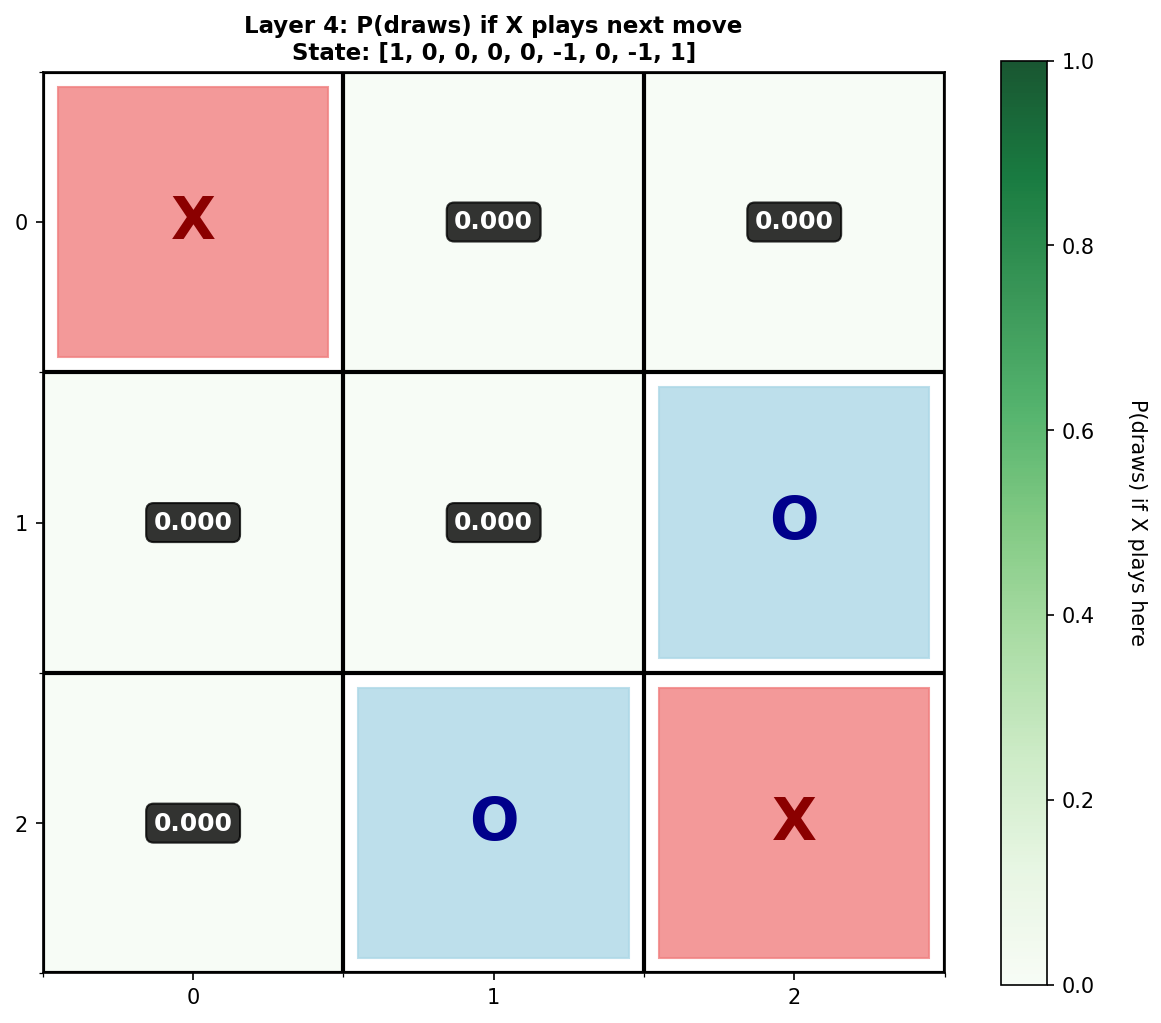 Layer 4: P(draws) if X plays next move
State: [1, 0, 0, 0, 0, -1, 0, -1, 1]
0 X 0.000 0.000
1 0.000 0.000 O
2 0.000 O X
0 1 2
1.0
0.8
0.6
0.4
0.2
0.0
P(draws) if X plays here